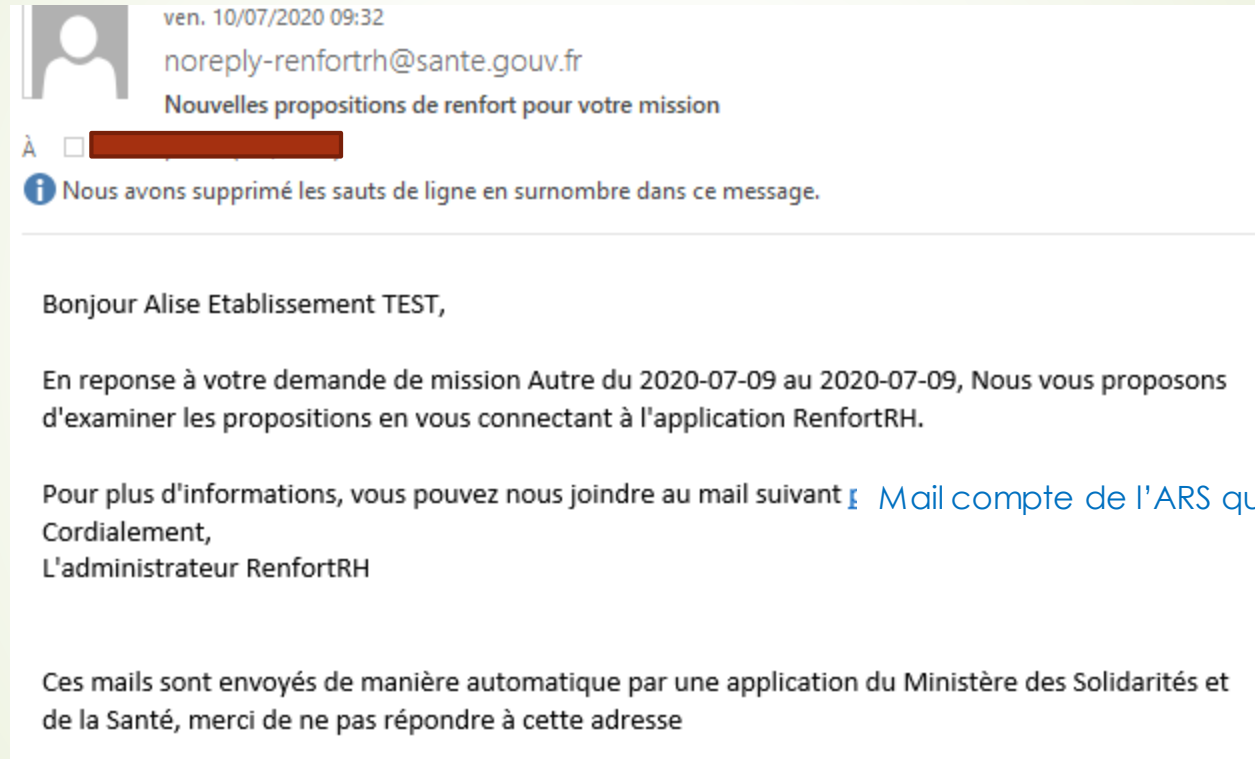 ven. 10/07/2020 09:32
noreply-renfortrh@sante.gouv.fr
Nouvelles propositions de renfort pour votre mission
À
Nous avons supprimé les sauts de ligne en surnombre dans ce message.
Bonjour Alise Etablissement TEST,
En reponse à votre demande de mission Autre du 2020-07-09 au 2020-07-09, Nous vous proposons
d'examiner les propositions en vous connectant à l'application RenfortRH.
Pour plus d'informations, vous pouvez nous joindre au mail suivant Mail compte de l’ARS qu
Cordialement,
L'administrateur RenfortRH
Ces mails sont envoyés de manière automatique par une application du Ministère des Solidarités et
de la Santé, merci de ne pas répondre à cette adresse